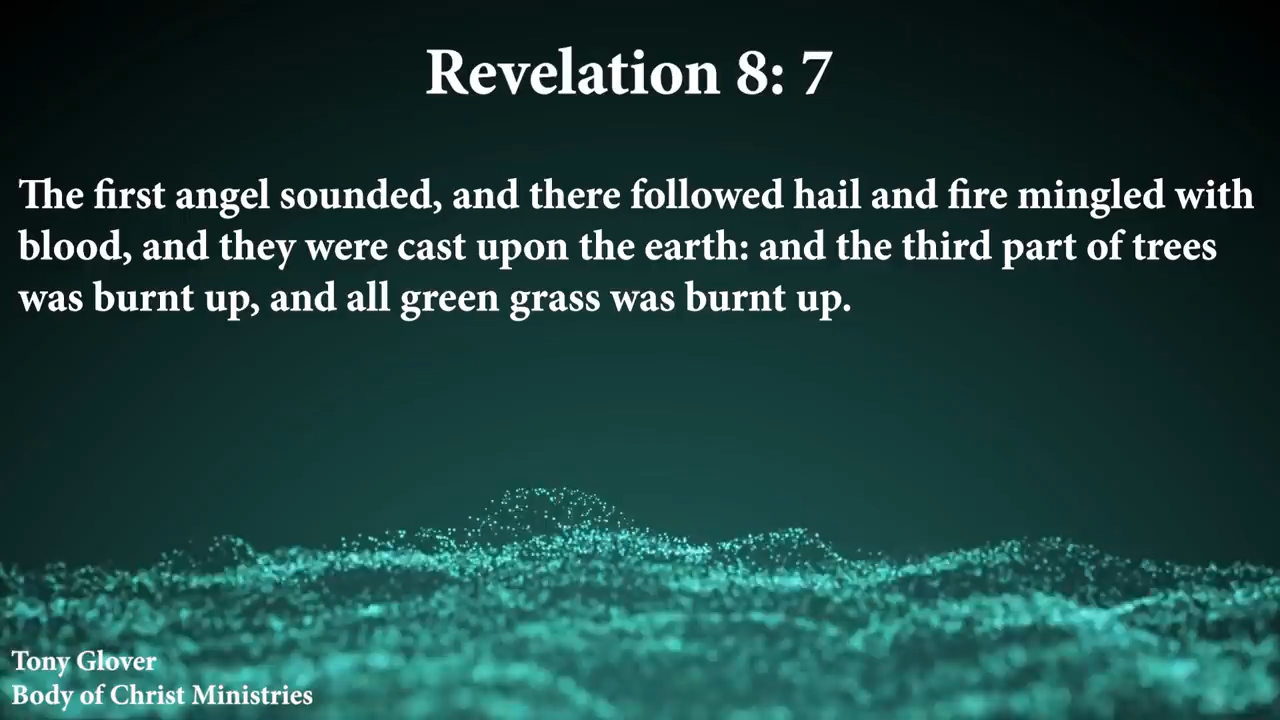 Revelation 8: 7
The first angel sounded, and there followed hail and fire mingled with
blood, and they were cast upon the earth: and the third part of trees
was burnt up, and all green grass was burnt up.
Tony Glover
Body of Christ Ministries